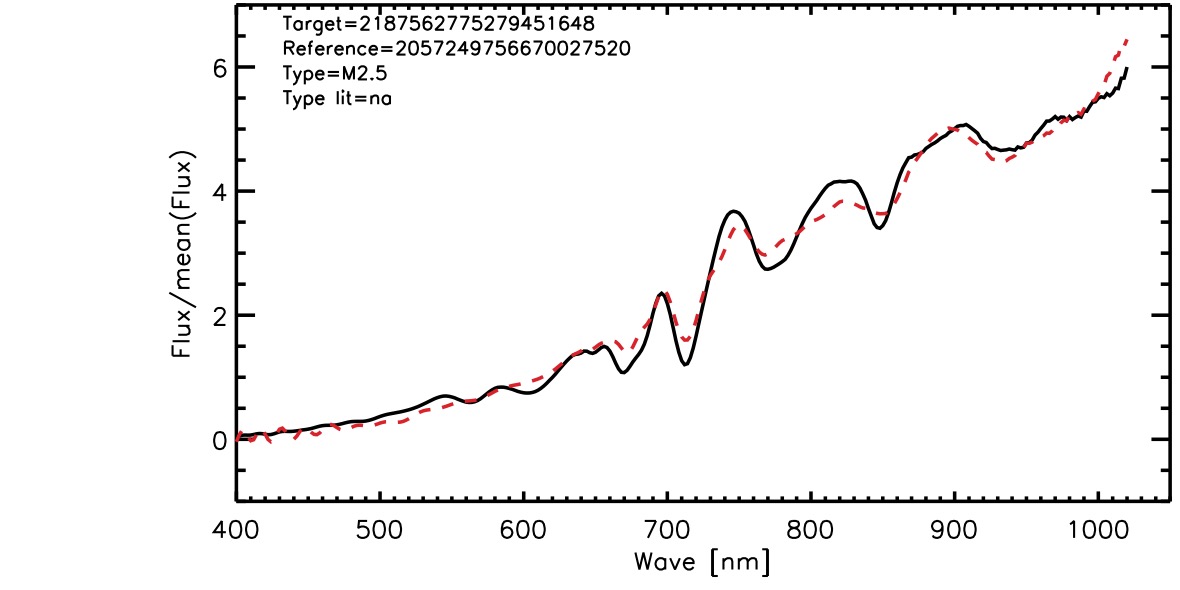 Target=2187562775279451648
Reference=2057249756670027520
Type=M2.5
Type lit=na
6
4
2
0
Flux/mean(Flux)
400 500 600 700 800 900 1000
Wave [nm]